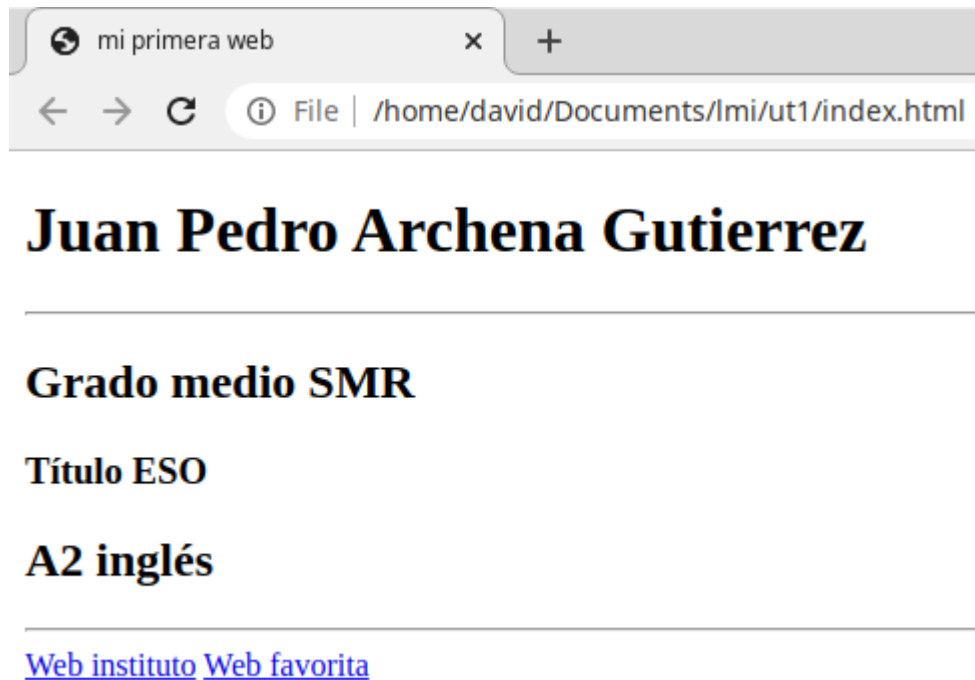 mi primera web
File /home/david/Documents/lmi/ut1/index.html
Juan Pedro Archena Gutierrez
Grado medio SMR
Título ESO
A2 inglés
Web instituto Web favorita